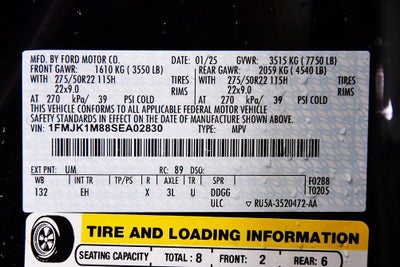 MFD. BY FORD MOTOR CO. 01/25 GVWR: 3515 KG ( 7750 LB)
FRONT GAWR: 1610 KG ( 3550 LB) REAR GAWR: 2059 KG ( 4540 LB)
WITH 275/50R22 115H TIRES WITH 275/50R22 115H TIRES
22x9.0 RIMS 22x9.0 RIMS
AT 270 kPa/ 39 PSI COLD AT 270 kPa/ 39 PSI COLD
THIS VEHICLE CONFORMS TO ALL APPLICABLE FEDERAL MOTOR VEHICLE
SAFETY STANDARDS IN EFFECT ON DATE OF MANUFACTURE SHOWN ABOVE.
VIN: 1FMJK1M88SEA02830 TYPE: MPV
EXT PNT: UM RC: 89 DSO:
WB INT TR TP/PS R AXLE TR SPR F0288
132 EH X 3L U DDGG T0205
ULC ▽ RU5A-3520472-AA
TIRE AND LOADING INFORMATION
SEATING CAPACITY TOTAL: 8 FRONT: 2 REAR: 6